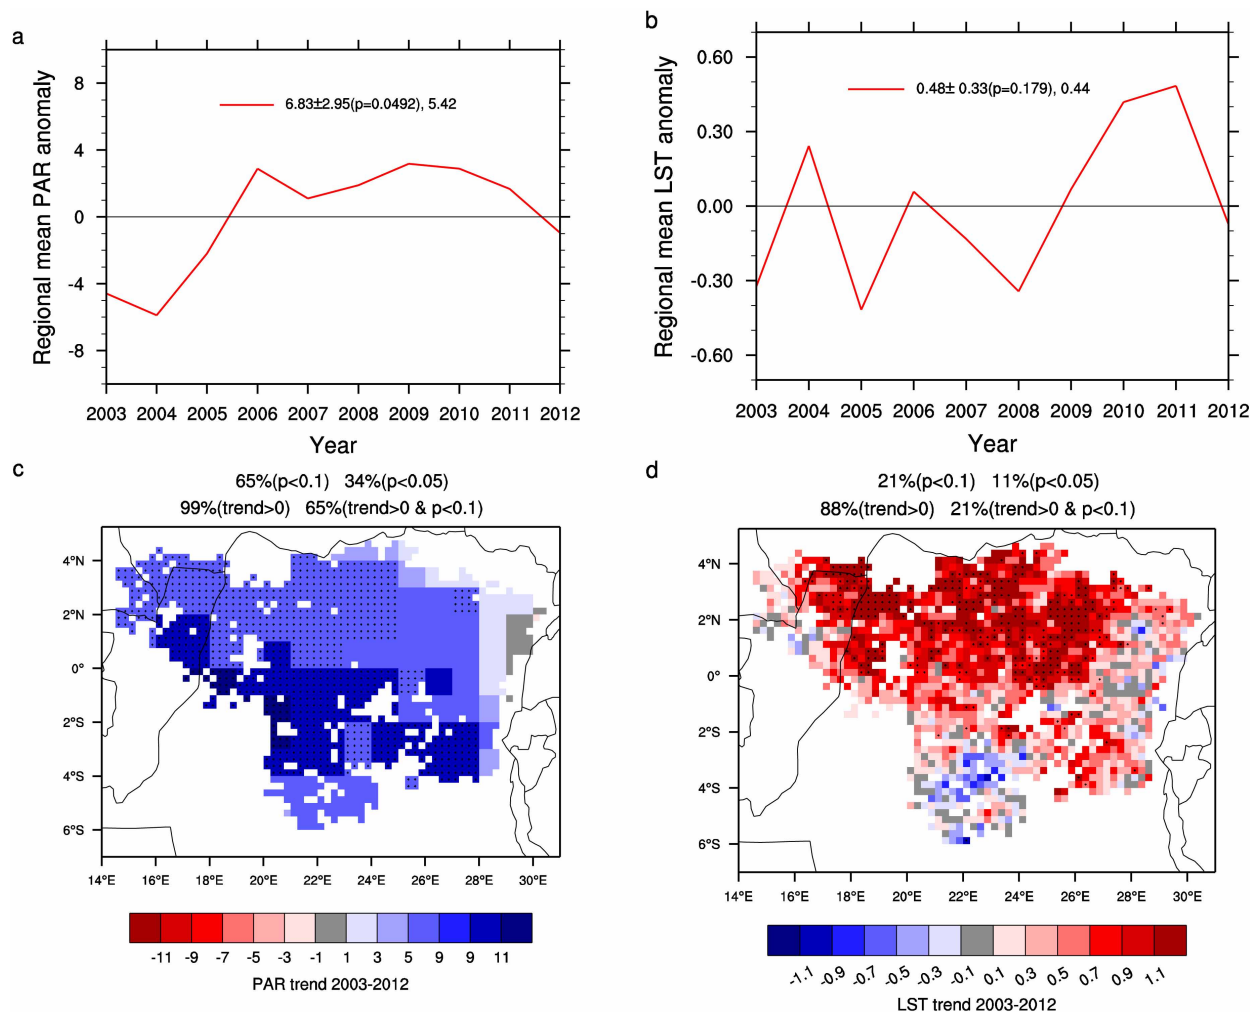 a
Regional mean PAR anomaly
8
4
0
-4
-8
6.83±2.95(p=0.0492), 5.42
2003 2004 2005 2006 2007 2008 2009 2010 2011 2012
Year
b
Regional mean LST anomaly
0.60
0.30
0.00
-0.30
-0.60
0.48± 0.33(p=0.179), 0.44
2003 2004 2005 2006 2007 2008 2009 2010 2011 2012
Year
c
65%(p<0.1) 34%(p<0.05)
99%(trend>0) 65%(trend>0 & p<0.1)
4°N
2°N
0°
2°S
4°S
6°S
14°E 16°E 18°E 20°E 22°E 24°E 26°E 28°E 30°E
-11 -9 -7 -5 -3 -1 1 3 5 9 9 11
PAR trend 2003-2012
d
21%(p<0.1) 11%(p<0.05)
88%(trend>0) 21%(trend>0 & p<0.1)
4°N
2°N
0°
2°S
4°S
6°S
14°E 16°E 18°E 20°E 22°E 24°E 26°E 28°E 30°E
-1.1 -0.9 -0.7 -0.5 -0.3 -0.1 0.1 0.3 0.5 0.7 0.9 1.1
LST trend 2003-2012